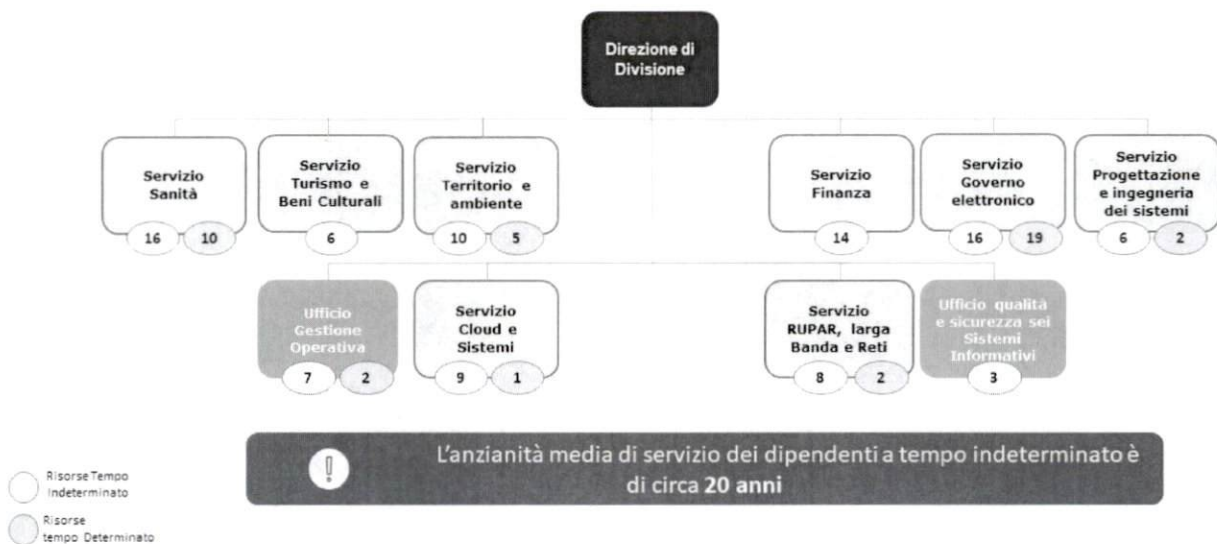 Direzione di
Divisione
Servizio
Sanità
16
10
Servizio
Turismo e
Beni Culturali
6
Servizio
Territorio e
ambiente
10
5
Servizio
Finanza
14
Servizio
Governo
elettronico
16
19
Servizio
Progettazione
e ingegneria
dei sistemi
6
2
Ufficio
Gestione
Operativa
7
2
Servizio
Cloud e
Sistemi
9
1
Servizio
RUPAR, larga
Banda e Reti
8
2
Ufficio qualità
e sicurezza sei
Sistemi
Informativi
3
!
L'anzianità media di servizio dei dipendenti a tempo indeterminato è
di circa 20 anni
Risorse Tempo
Indeterminato
Risorse
tempo Determinato